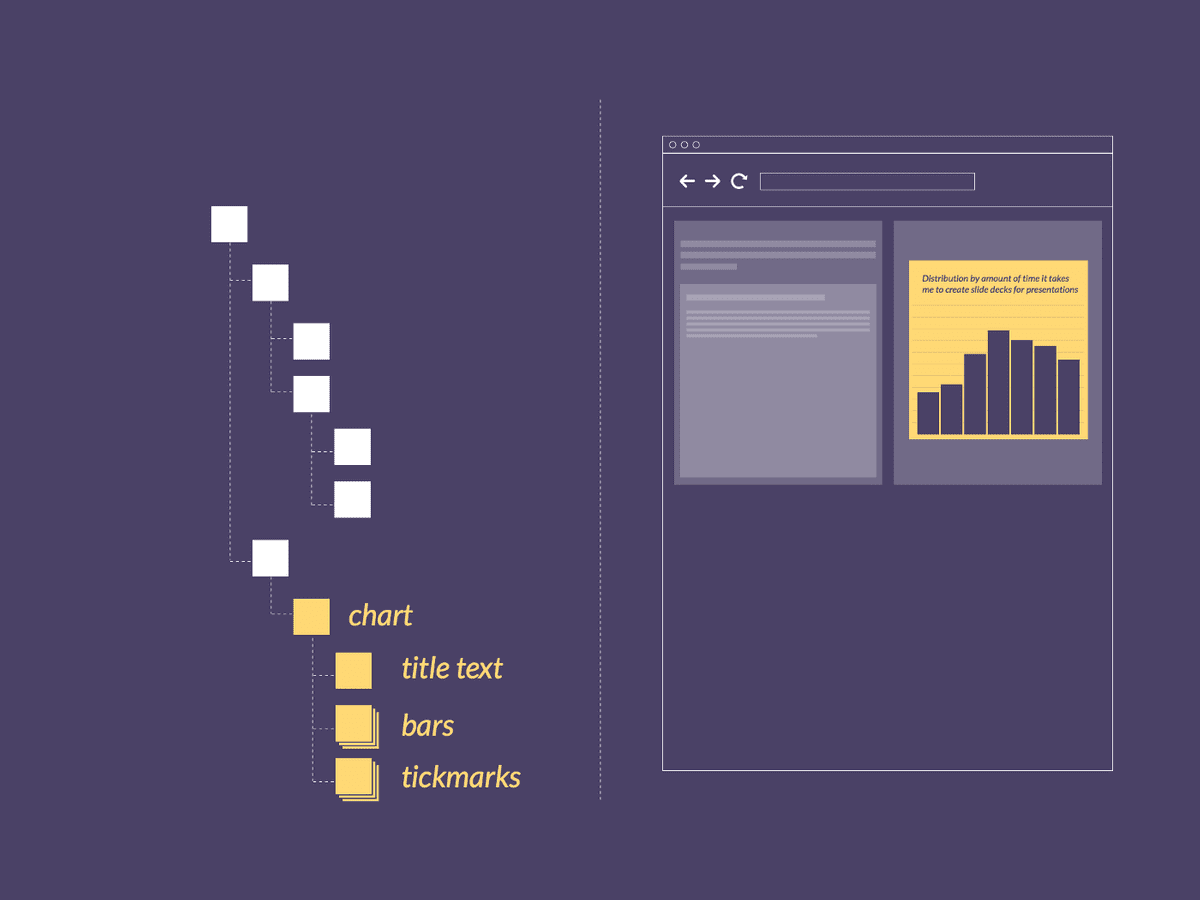 chart
title text
bars
tickmarks
Distribution by amount of time it takes
me to create slide decks for presentations